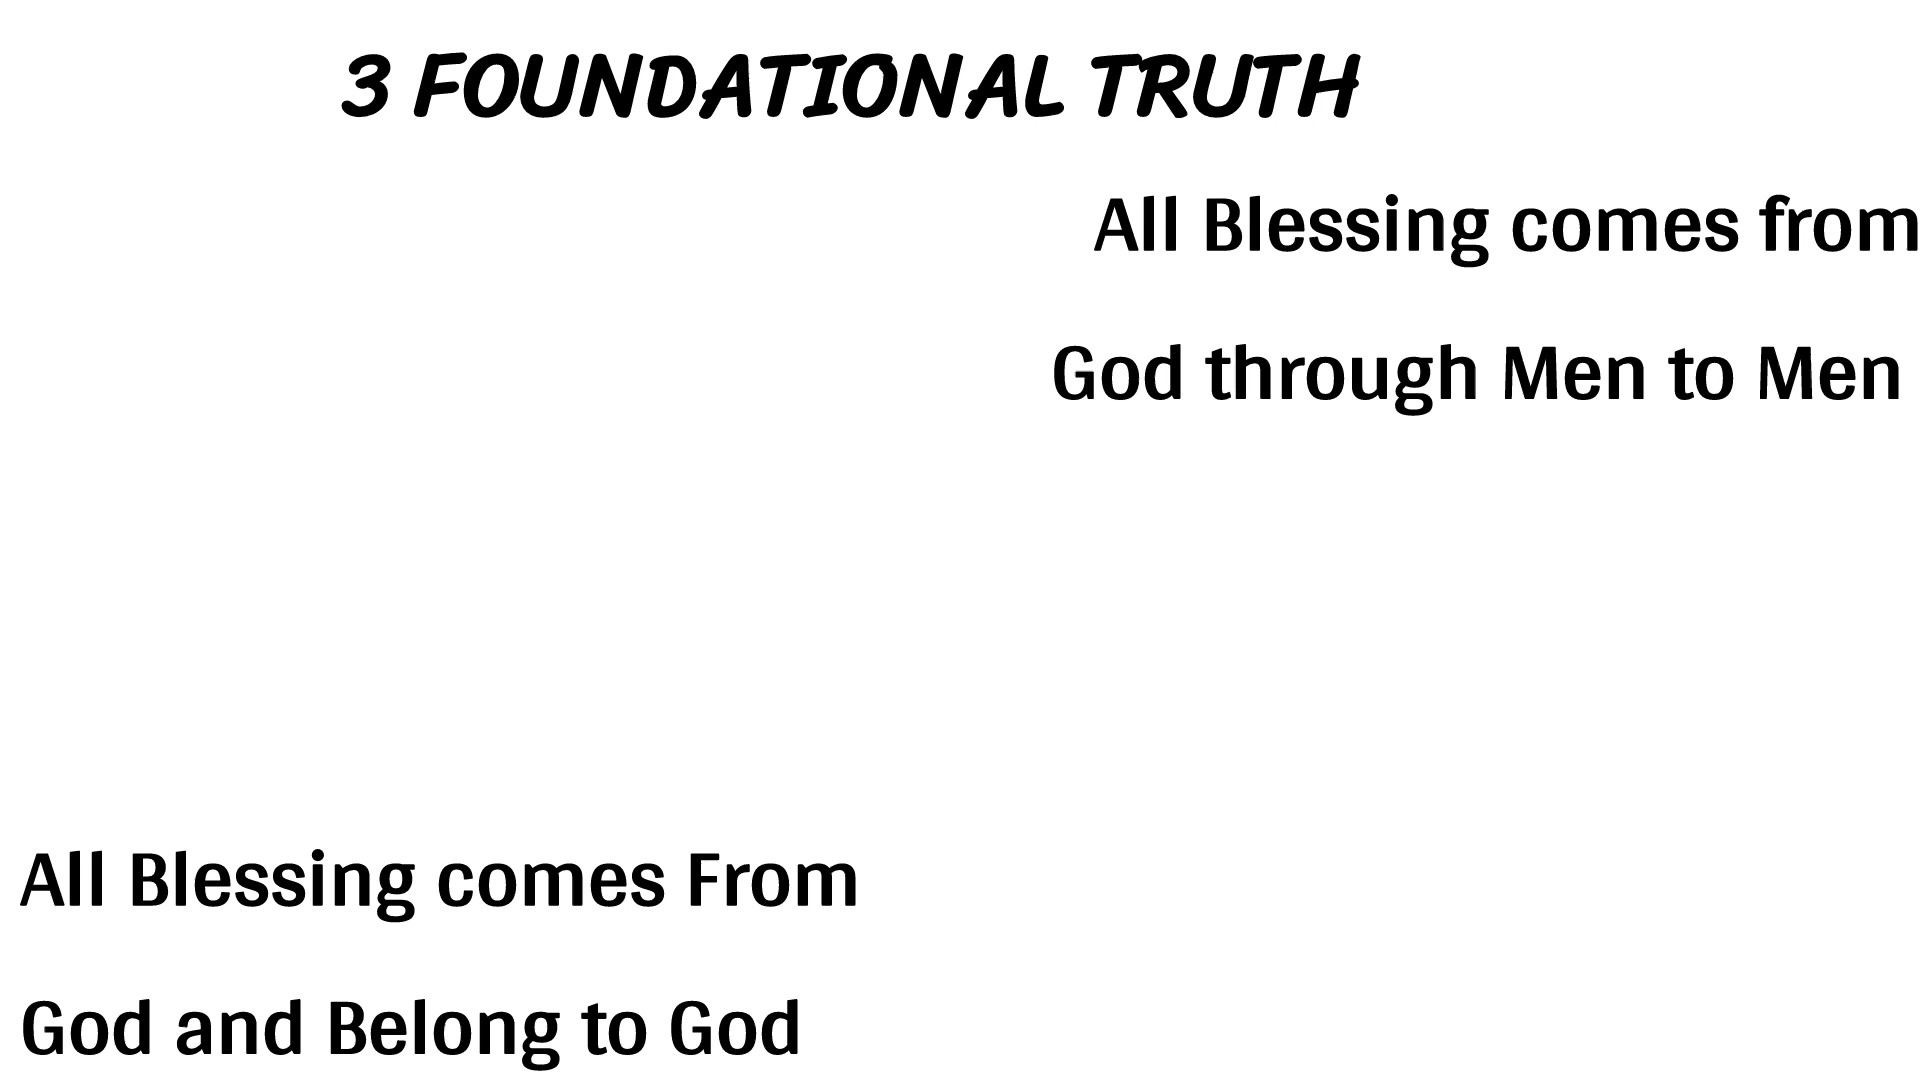 3 FOUNDATIONAL TRUTH
All Blessing comes from
God through Men to Men
All Blessing comes From
God and Belong to God